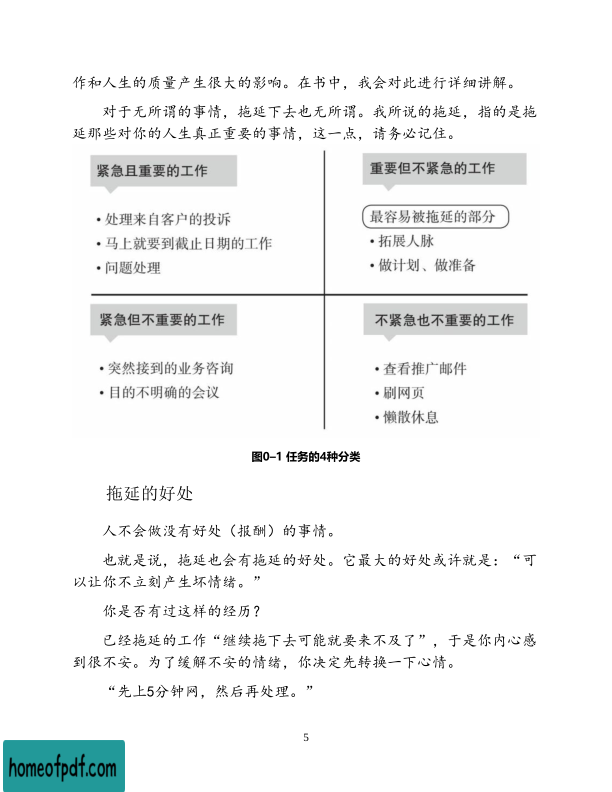 作和人生的质量产生很大的影响。在书中，我会对此进行详细讲解。
对于无所谓的事情，拖延下去也无所谓。我所说的拖延，指的是拖
延那些对你的人生真正重要的事情，这一点，请务必记住。
紧急且重要的工作
• 处理来自客户的投诉
• 马上就要到截止日期的工作
• 问题处理
重要但不紧急的工作
最容易被拖延的部分
• 拓展人脉
• 做计划、做准备
紧急但不重要的工作
• 突然接到的业务咨询
• 目的不明确的会议
不紧急也不重要的工作
• 查看推广邮件
• 刷网页
• 懒散休息
图0–1 任务的4种分类
拖延的好处
人不会做没有好处（报酬）的事情。
也就是说，拖延也会有拖延的好处。它最大的好处或许就是：“可
以让你不立刻产生坏情绪。”
你是否有过这样的经历？
已经拖延的工作“继续拖下去可能就要来不及了”，于是你内心感
到很不安。为了缓解不安的情绪，你决定先转换一下心情。
“先上5分钟网，然后再处理。”
5
homeofpdf.com